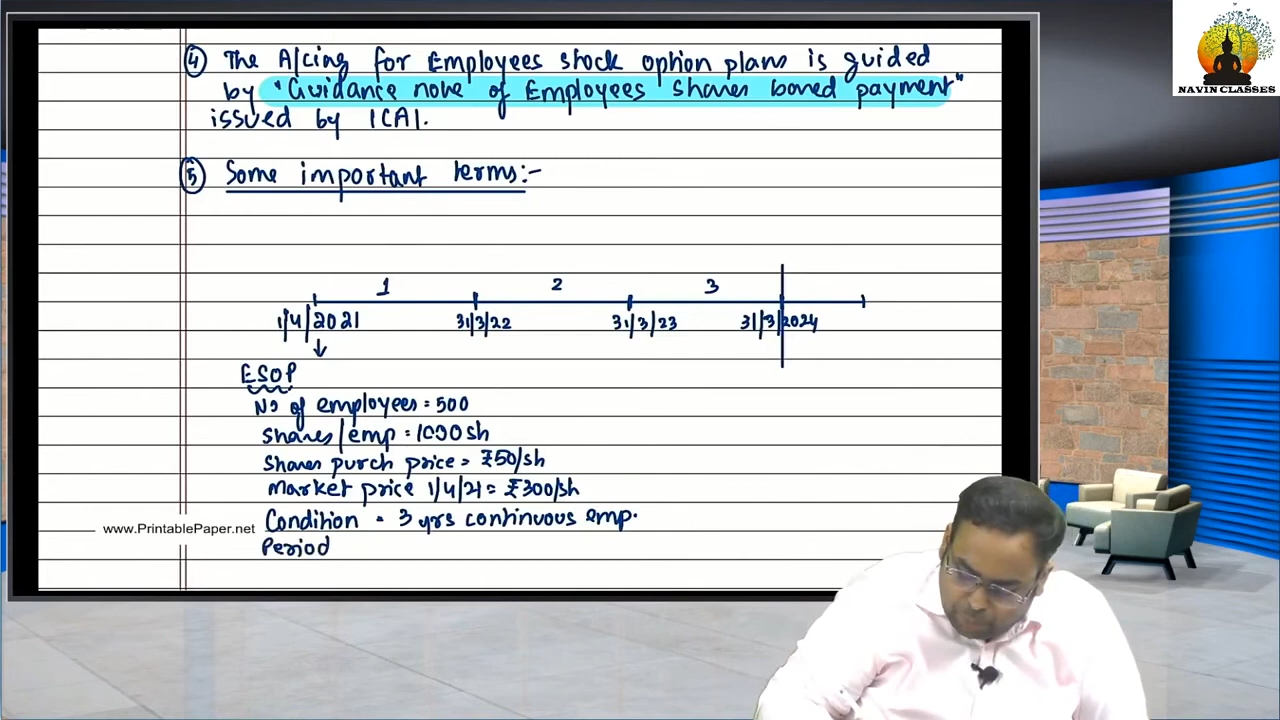 ④ The A/cing for Employees stock option plans is guided
by "Guidance note of Employees shares based payment"
issued by ICAI.
⑤ Some important terms:-
1 2 3
1/4/2021 31/3/22 31/3/23 31/3/2024
ESOP
No of employees = 500
Shares/emp = 1000 sh
Shares purch price = ₹50/sh
Market price 1/4/21 = ₹300/sh
Condition = 3 yrs continuous emp.
Period
www.PrintablePaper.net
NAVIN CLASSES